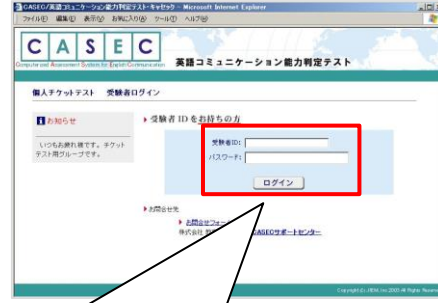 CASEC/英語コミュニケーション能力判定テスト-キャセック - Microsoft Internet Explorer
ファイル(F) 編集(E) 表示(V) お気に入り(A) ツール(T) ヘルプ(H)
CASEC
Computerized Assessment System for English Communication
英語コミュニケーション能力判定テスト
個人チケットテスト 受験者ログイン
お知らせ
いつもお疲れ様です。チケット
テスト用グループです。
受験者 ID をお持ちの方
受験者ID:
パスワード:
ログイン
お問合せ先
お問合せフォーム
株式会社
CASECサポートセンター